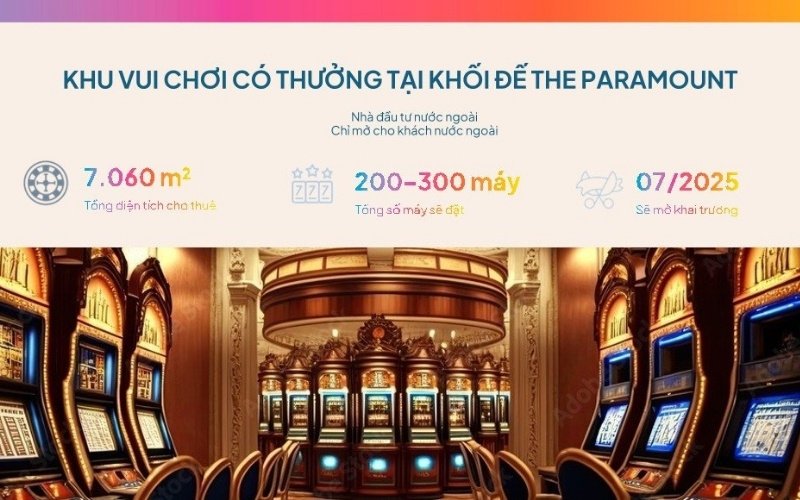 KHU VUI CHƠI CÓ THƯỞNG TẠI KHỐI ĐẾ THE PARAMOUNT
Nhà đầu tư nước ngoài
Chỉ mở cho khách nước ngoài
7.060 m²
Tổng diện tích cho thuê
777
200-300 máy
Tổng số máy sẽ đặt
07/2025
Sẽ mở khai trương